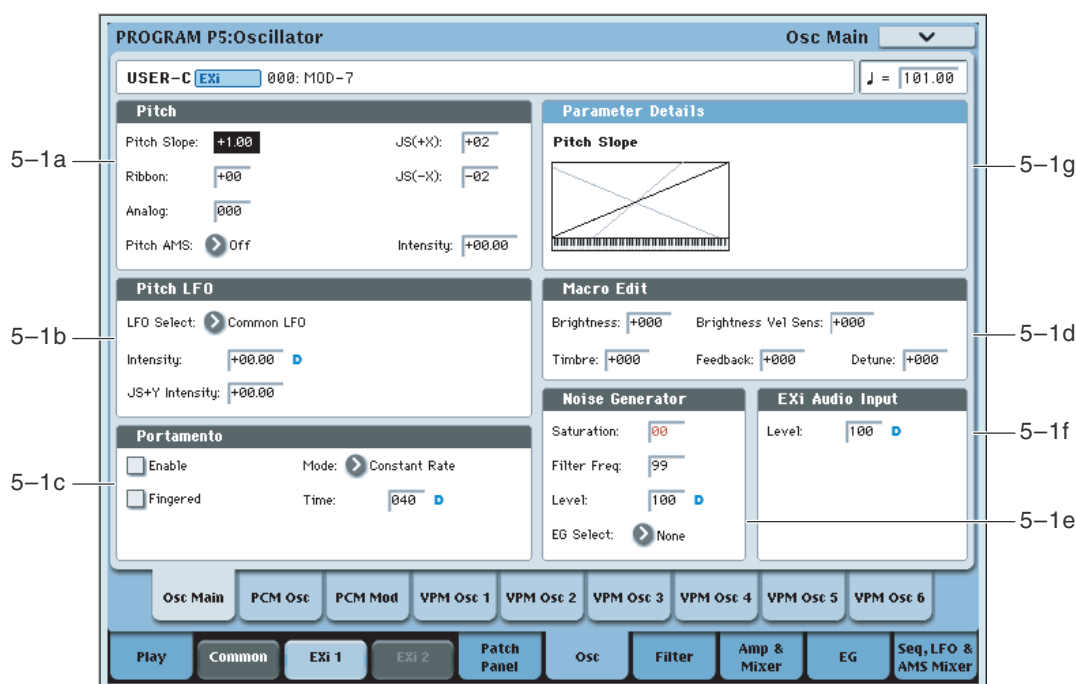 PROGRAM P5:Oscillator Osc Main
USER-C EXi 000: MOD-7 ♩ = 101.00
Pitch
Pitch Slope: +1.00 JS(+X): +02
Ribbon: +00 JS(-X): -02
Analog: 000
Pitch AMS: Off Intensity: +00.00
5–1a
Parameter Details
Pitch Slope
5–1g
Pitch LFO
LFO Select: Common LFO
Intensity: +00.00 D
JS+Y Intensity: +00.00
5–1b
Macro Edit
Brightness: +000 Brightness Vel Sens: +000
Timbre: +000 Feedback: +000 Detune: +000
5–1d
Portamento
Enable Mode: Constant Rate
Fingered Time: 040 D
5–1c
Noise Generator
Saturation: 00
Filter Freq: 99
Level: 100 D
EG Select: None
5–1e
EXi Audio Input
Level: 100 D
5–1f
Osc Main PCM Osc PCM Mod VPM Osc 1 VPM Osc 2 VPM Osc 3 VPM Osc 4 VPM Osc 5 VPM Osc 6
Play Common EXi 1 EXi 2 Patch Panel Osc Filter Amp & Mixer EG Seq, LFO & AMS Mixer